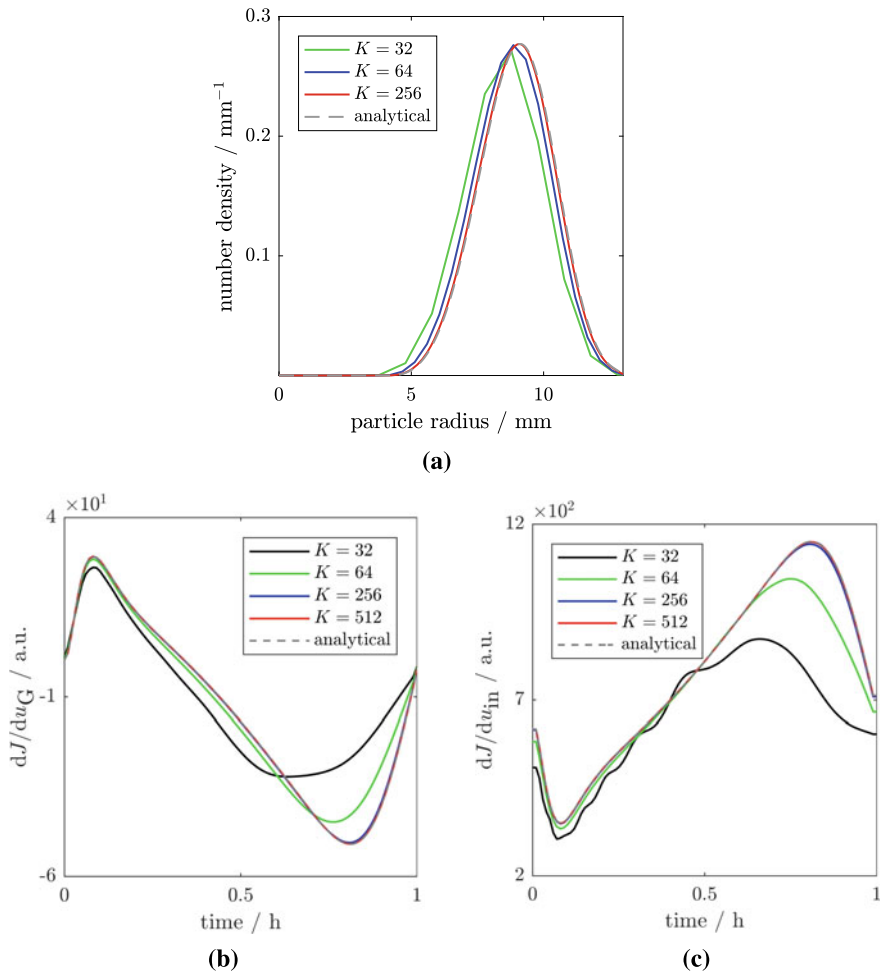 0.3
K = 32
K = 64
K = 256
analytical
0.2
0.1
number density / mm⁻¹
0
5
10
particle radius / mm
(a)
×10¹
4
K = 32
K = 64
K = 256
K = 512
analytical
-1
-6
dJ/du_G / a.u.
0
0.5
1
time / h
(b)
×10²
12
K = 32
K = 64
K = 256
K = 512
analytical
7
2
dJ/du_in / a.u.
0
0.5
1
time / h
(c)